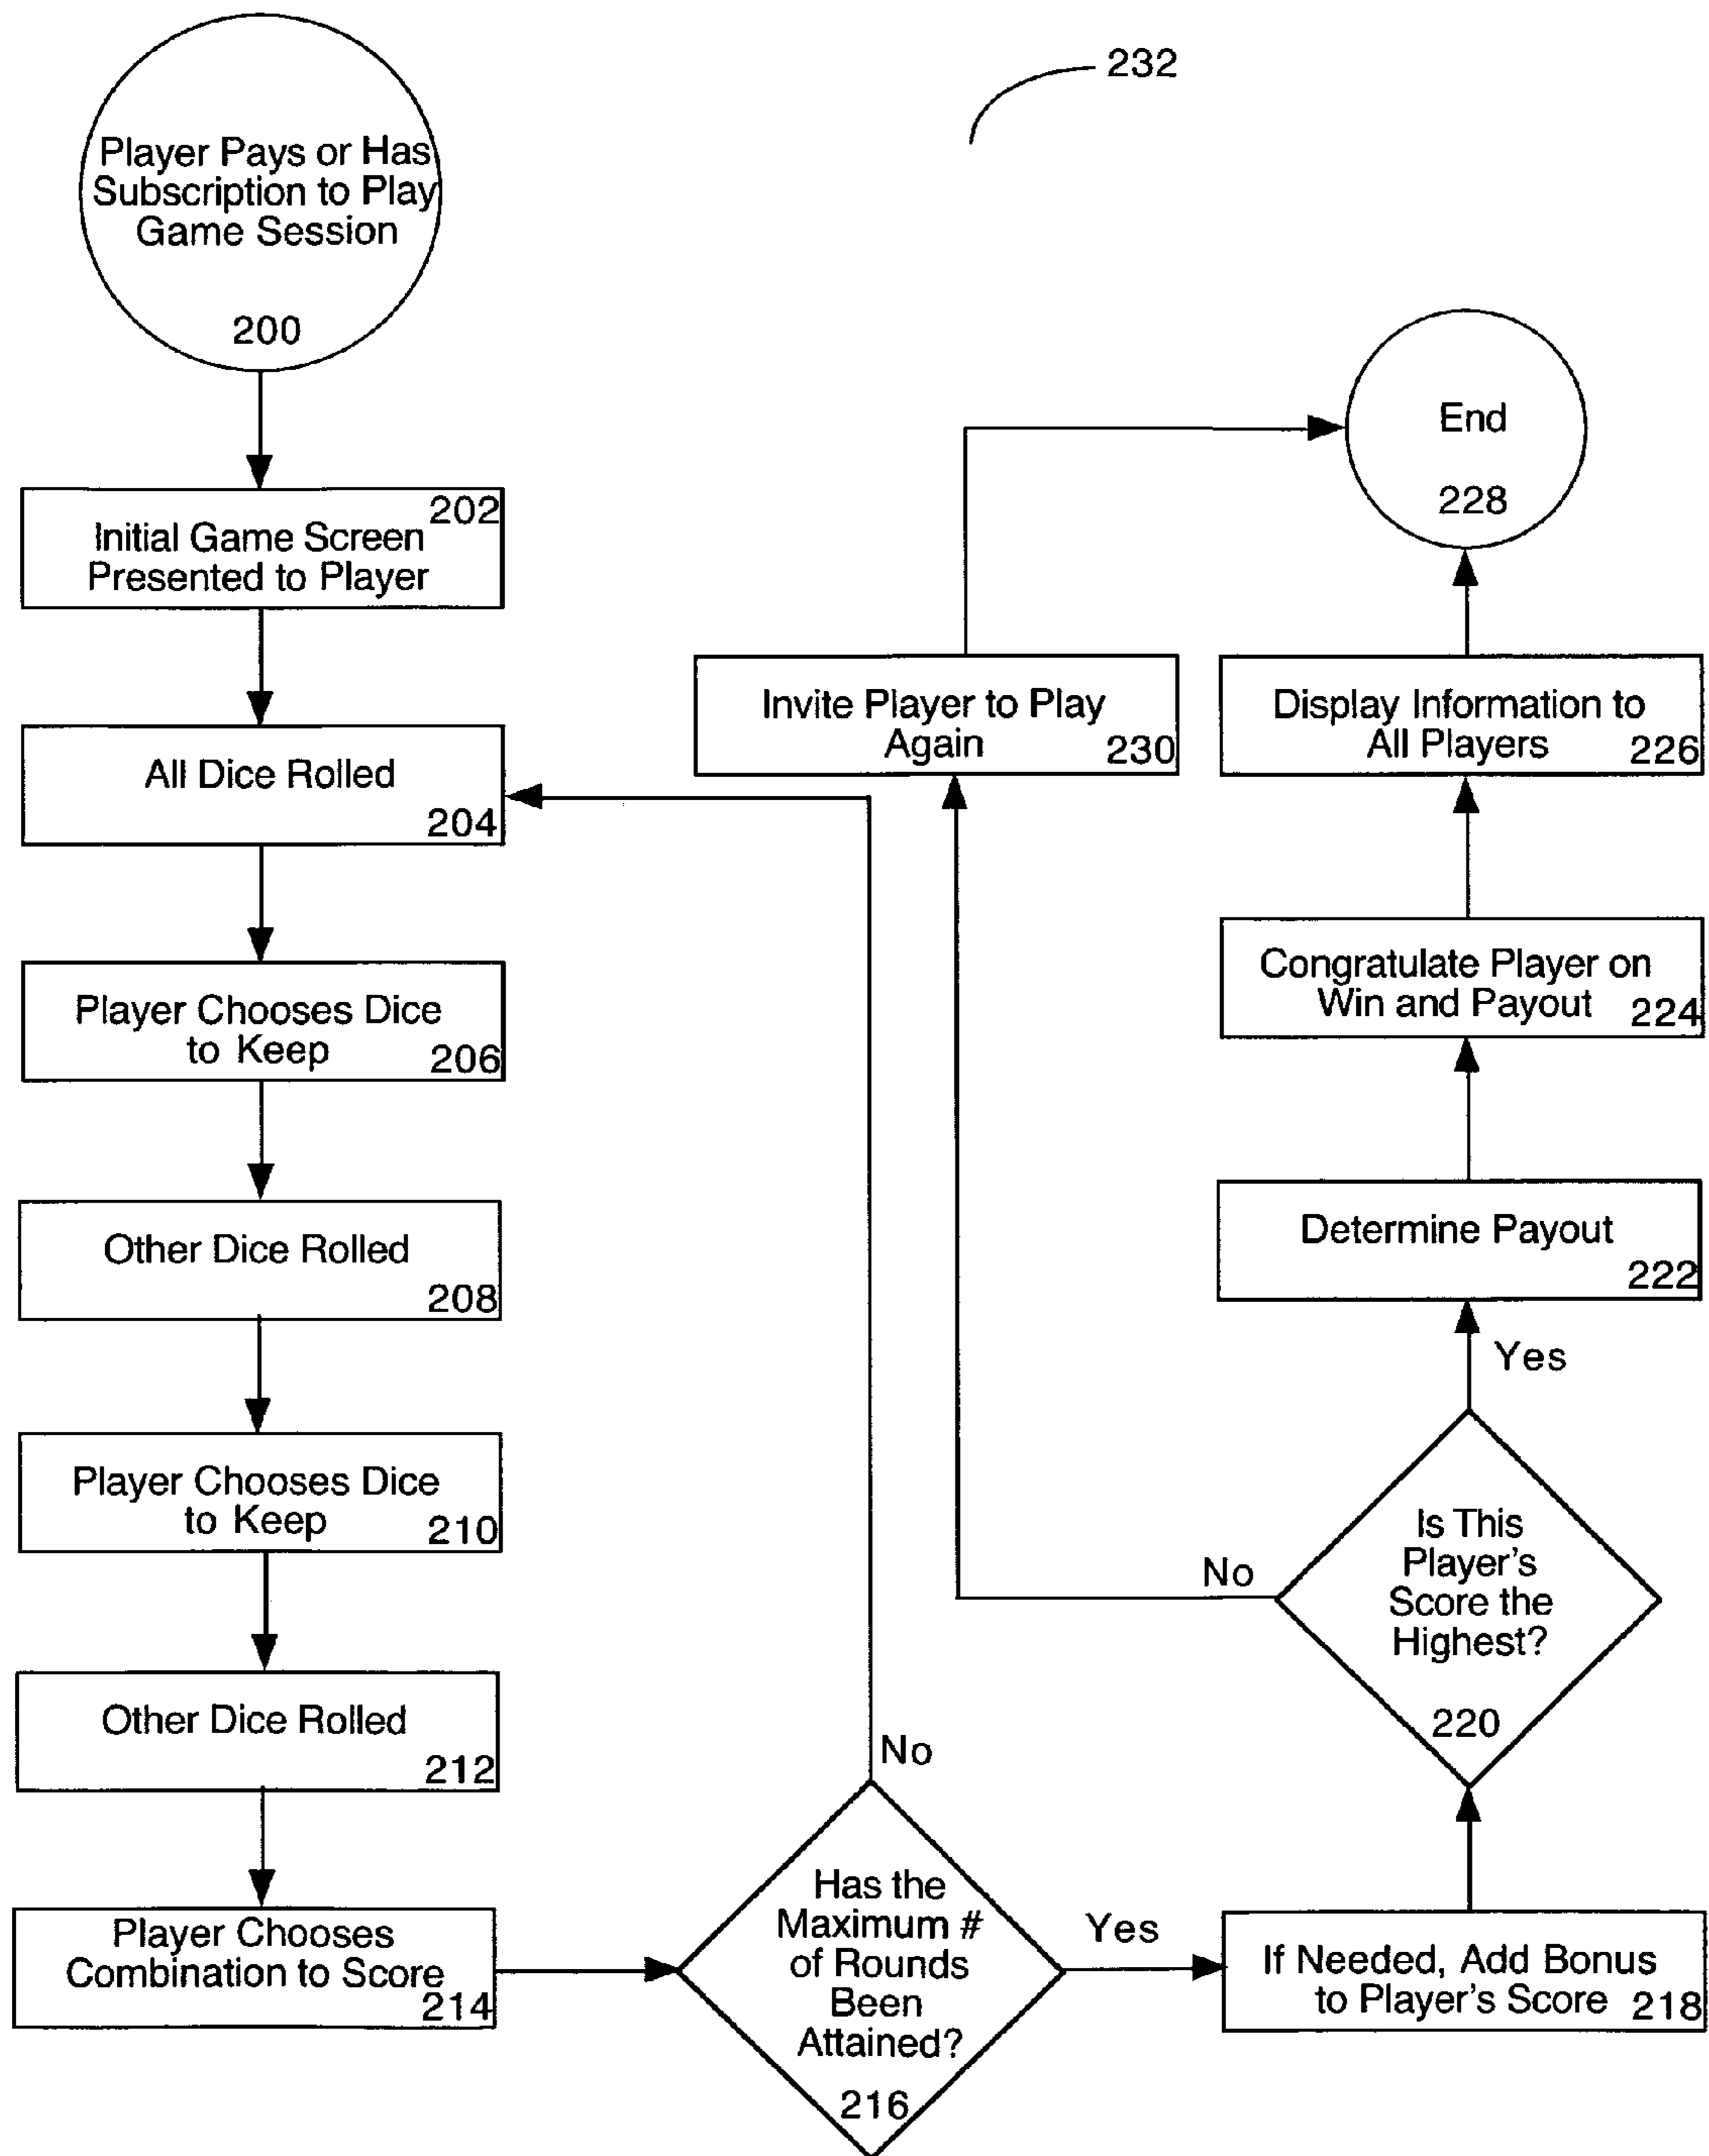 Player Pays or Has
Subscription to Play
Game Session
200
202
Initial Game Screen
Presented to Player
All Dice Rolled
204
Player Chooses Dice
to Keep
206
Other Dice Rolled
208
Player Chooses Dice
to Keep
210
Other Dice Rolled
212
Player Chooses
Combination to Score
214
No
Has the
Maximum #
of Rounds
Been
Attained?
216
Yes
If Needed, Add Bonus
to Player's Score 218
Is This
Player's
Score the
Highest?
220
No
Yes
Determine Payout
222
Congratulate Player on
Win and Payout 224
Display Information to
All Players 226
End
228
Invite Player to Play
Again 230
232